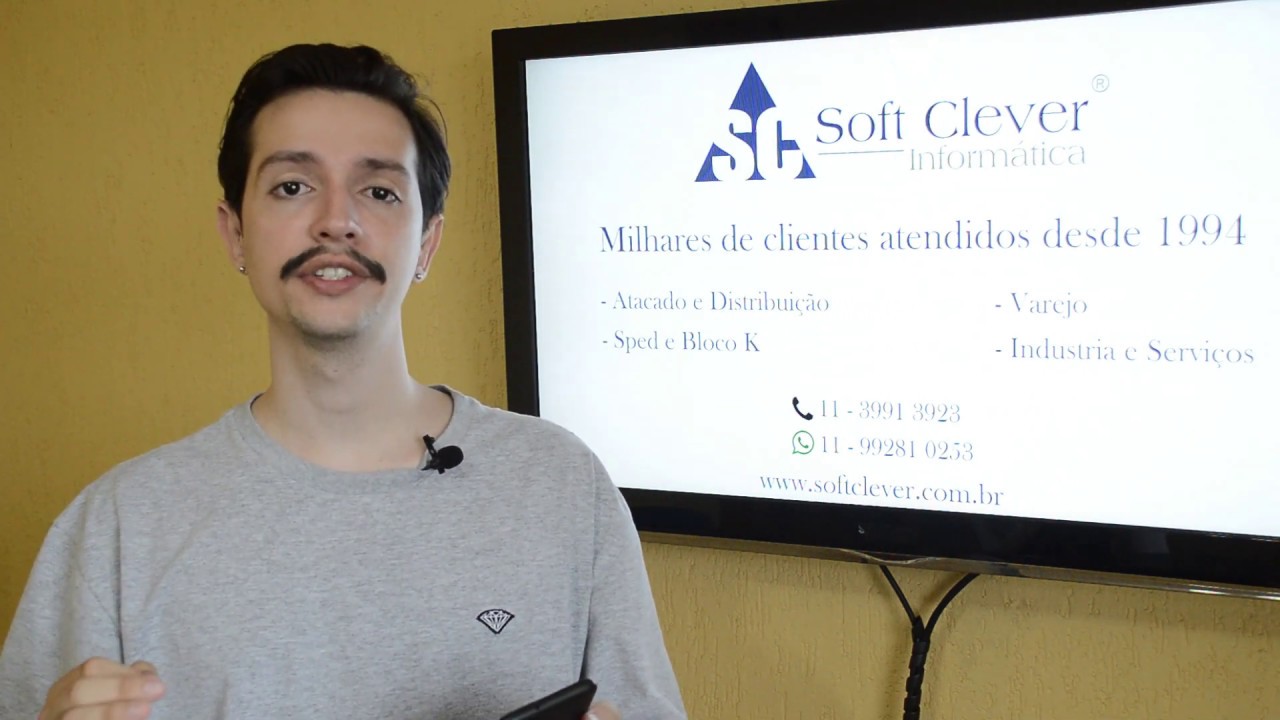 SC Soft Clever ®
Informática
Milhares de clientes atendidos desde 1994
- Atacado e Distribuição - Varejo
- Sped e Bloco K - Industria e Serviços
11 - 3991 3923
11 - 99281 0253
www.softclever.com.br